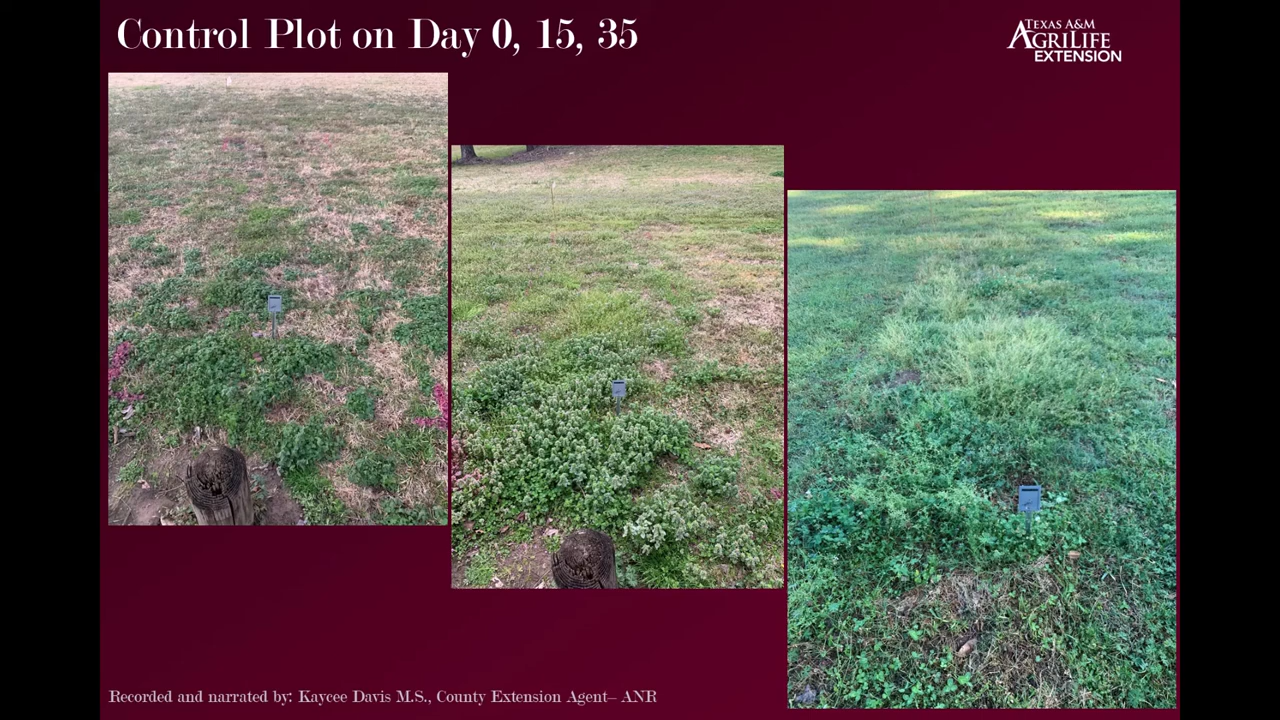 Control Plot on Day 0, 15, 35
TEXAS A&M
AGRILIFE
EXTENSION
Recorded and narrated by: Kaycee Davis M.S., County Extension Agent– ANR